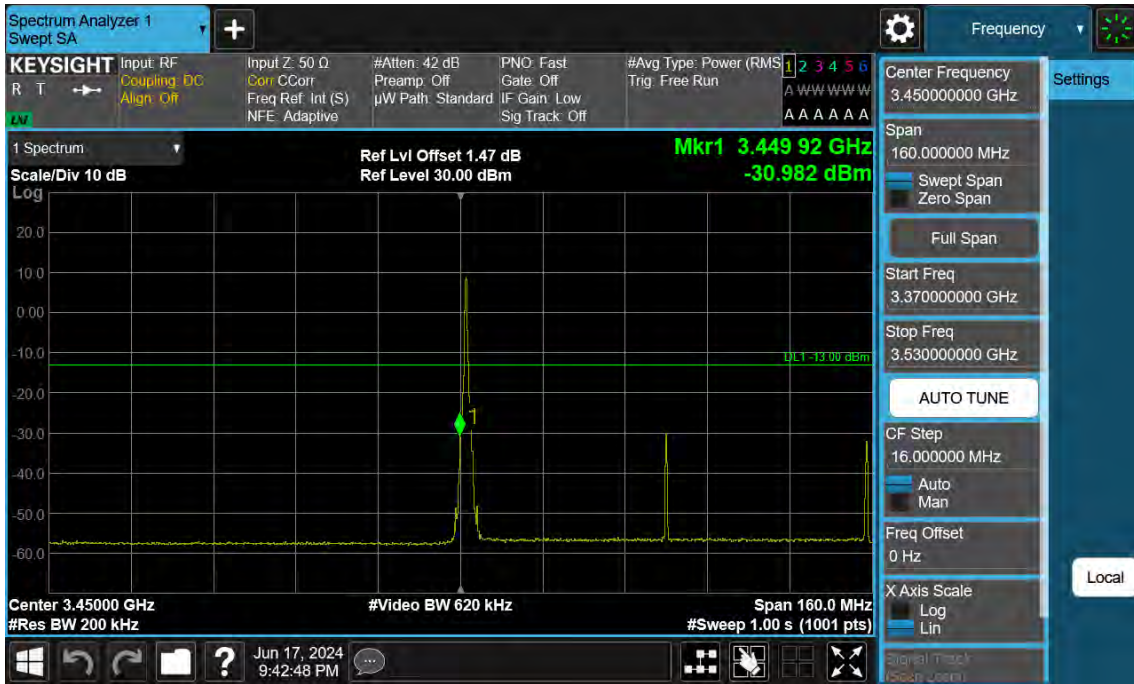 Spectrum Analyzer 1
Swept SA
+
Frequency
KEYSIGHT
R T
LXI
Input: RF
Coupling: DC
Align: Off
Input Z: 50 Ω
Corr CCorr
Freq Ref: Int (S)
NFE: Adaptive
#Atten: 42 dB
Preamp: Off
µW Path: Standard
PNO: Fast
Gate: Off
IF Gain: Low
Sig Track: Off
#Avg Type: Power (RMS
Trig: Free Run
1 2 3 4 5 6
A W W W W W
A A A A A A
1 Spectrum
Scale/Div 10 dB
Ref Lvl Offset 1.47 dB
Ref Level 30.00 dBm
Mkr1 3.449 92 GHz
-30.982 dBm
Log
20.0
10.0
0.00
-10.0
-20.0
-30.0
-40.0
-50.0
-60.0
DL1 -13.00 dBm
1
Center 3.45000 GHz
#Video BW 620 kHz
Span 160.0 MHz
#Res BW 200 kHz
#Sweep 1.00 s (1001 pts)
Center Frequency
3.450000000 GHz
Span
160.000000 MHz
Swept Span
Zero Span
Full Span
Start Freq
3.370000000 GHz
Stop Freq
3.530000000 GHz
AUTO TUNE
CF Step
16.000000 MHz
Auto
Man
Freq Offset
0 Hz
X Axis Scale
Log
Lin
Signal Track
(Span Zoom)
Settings
Local
?
Jun 17, 2024
9:42:48 PM